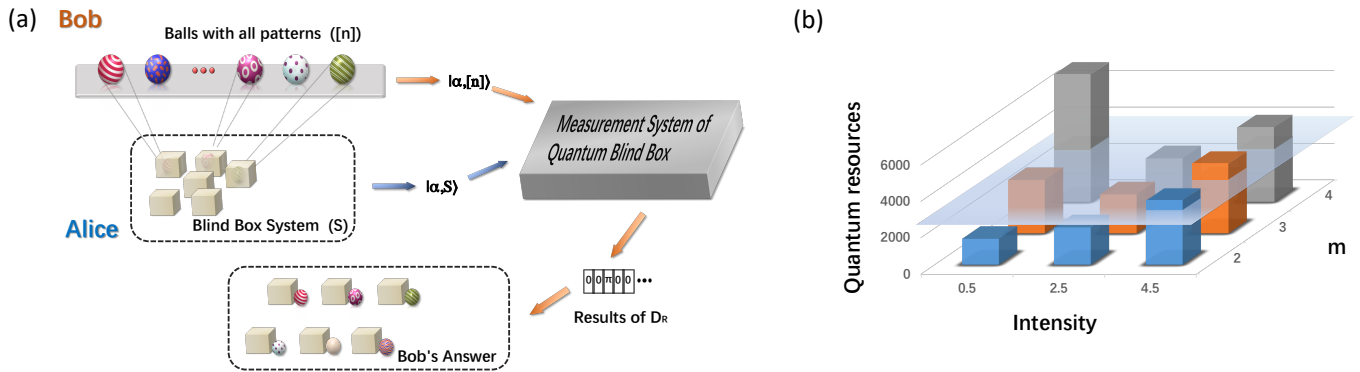 (a)
Bob
Balls with all patterns ([n])
|α,[n]⟩
Measurement System of
Quantum Blind Box
|α,S⟩
Alice
Blind Box System (S)
0 0 π 0 0 •••
Results of DR
Bob's Answer
(b)
Quantum resources
6000
4000
2000
0
0.5
2.5
4.5
Intensity
2
3
4
m